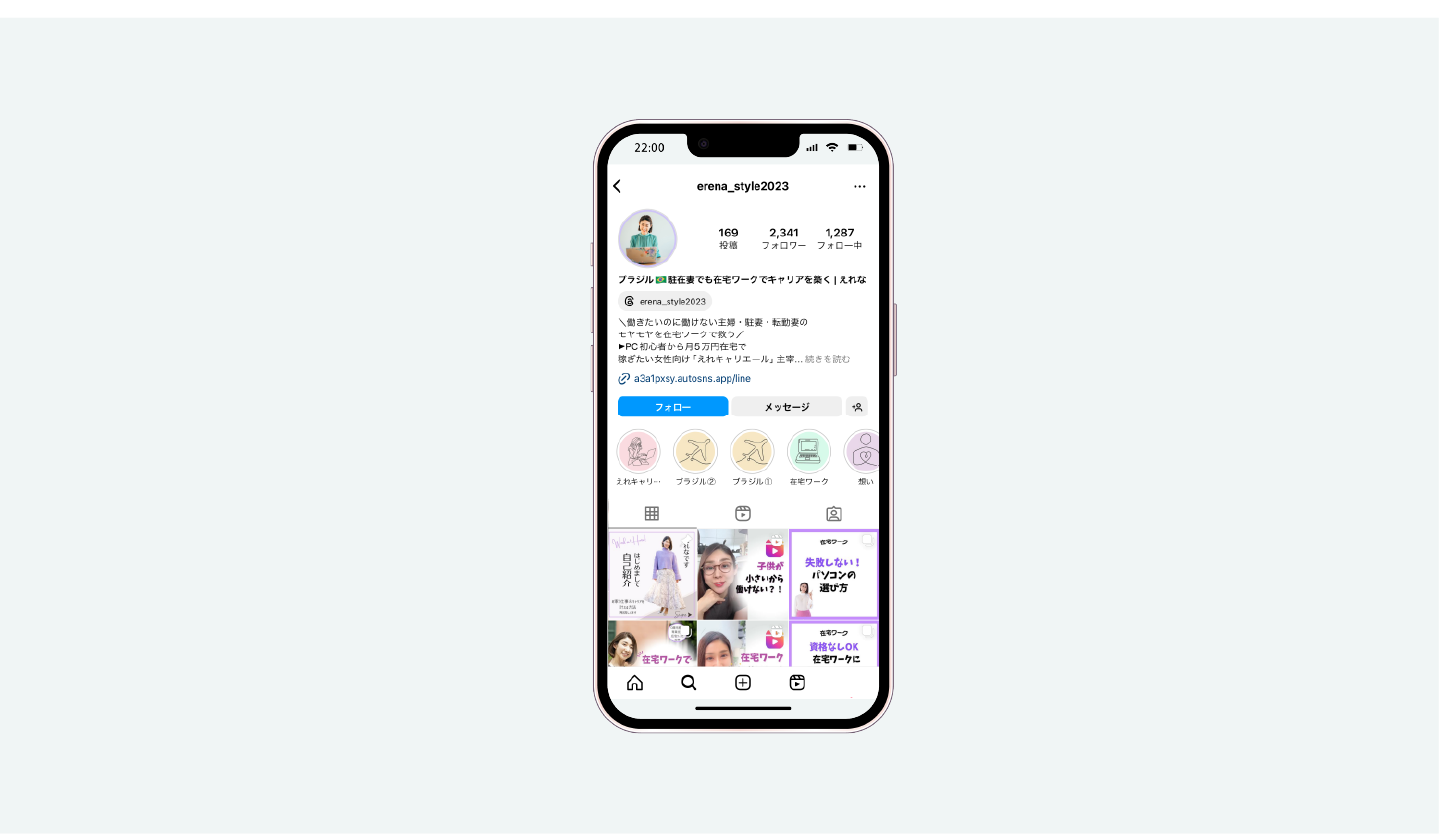 22:00
erena_style2023
169 2,341 1,287
投稿 フォロワー フォロー中
ブラジル🇧🇷駐在妻でも在宅ワークでキャリアを築く | えれな
erena_style2023
＼働きたいのに働けない主婦・駐妻・転勤妻の
モヤモヤを在宅ワークで救う／
▶PC初心者から月5万円在宅で
稼ぎたい女性向け「えれキャリエール」主宰... 続きを読む
a3a1pxsy.autosns.app/line
フォロー メッセージ
えれキャリ… ブラジル② ブラジル① 在宅ワーク 想い
れなです
はじめまして
自己紹介
子供が
小さいから
働けない？！
在宅ワーク
失敗しない！
パソコンの
選び方
在宅ワークで
在宅ワーク
在宅ワーク
資格なしOK
在宅ワークに